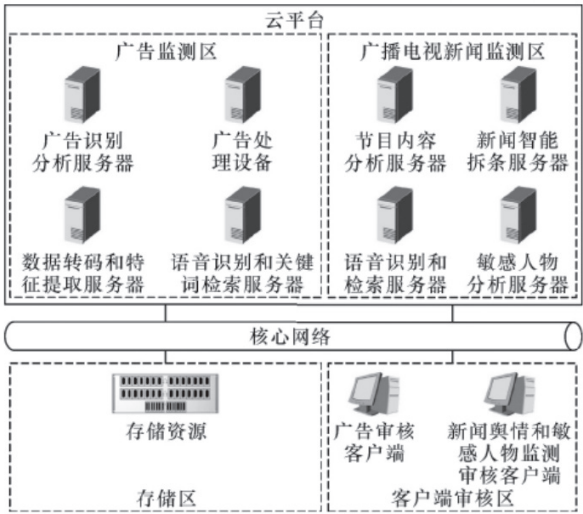 云平台
广告监测区
广告识别
分析服务器
广告处
理设备
数据转码和特
征提取服务器
语音识别和关键
词检索服务器
广播电视新闻监测区
节目内容
分析服务器
新闻智能
拆条服务器
语音识别和
检索服务器
敏感人物
分析服务器
核心网络
存储资源
存储区
广告审核
客户端
新闻舆情和敏
感人物监测
审核客户端
客户端审核区